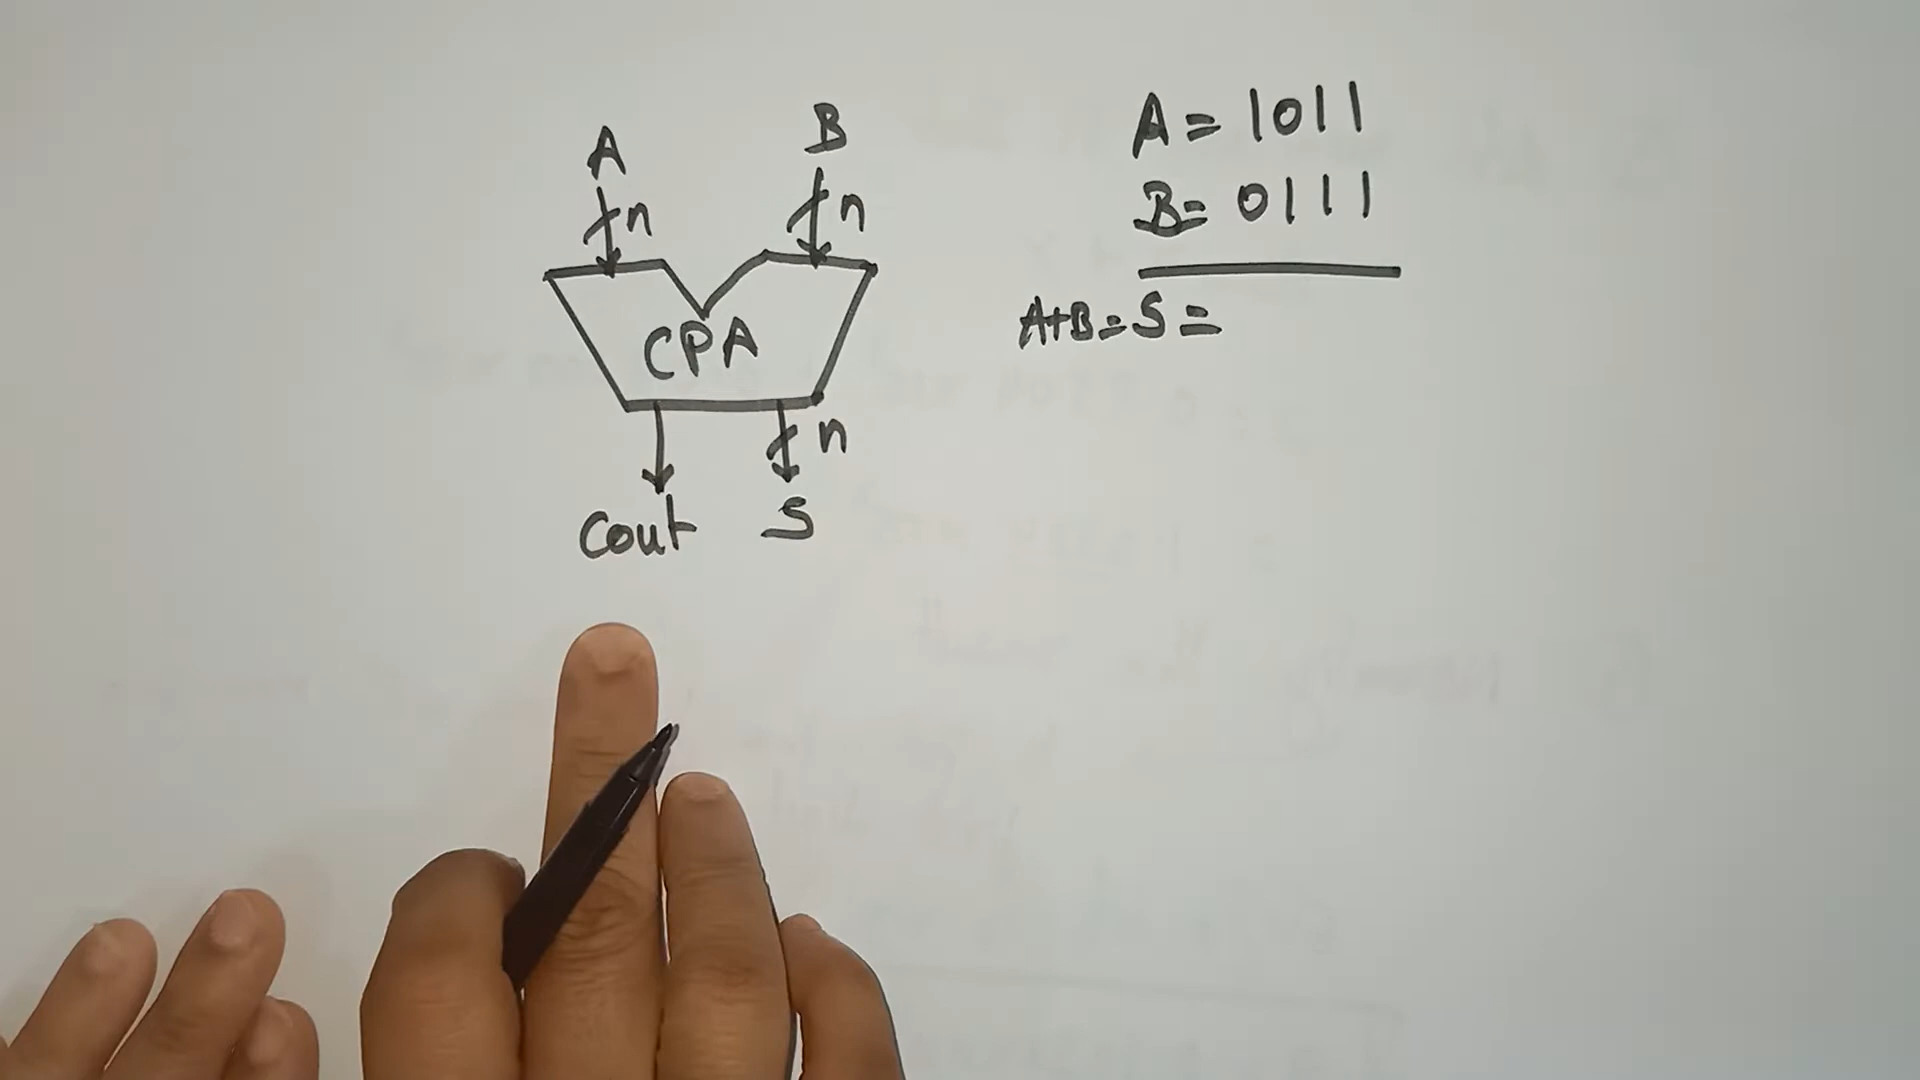 A B
n n
CPA
n
Cout S
A = 1011
B = 0111
A+B = S =